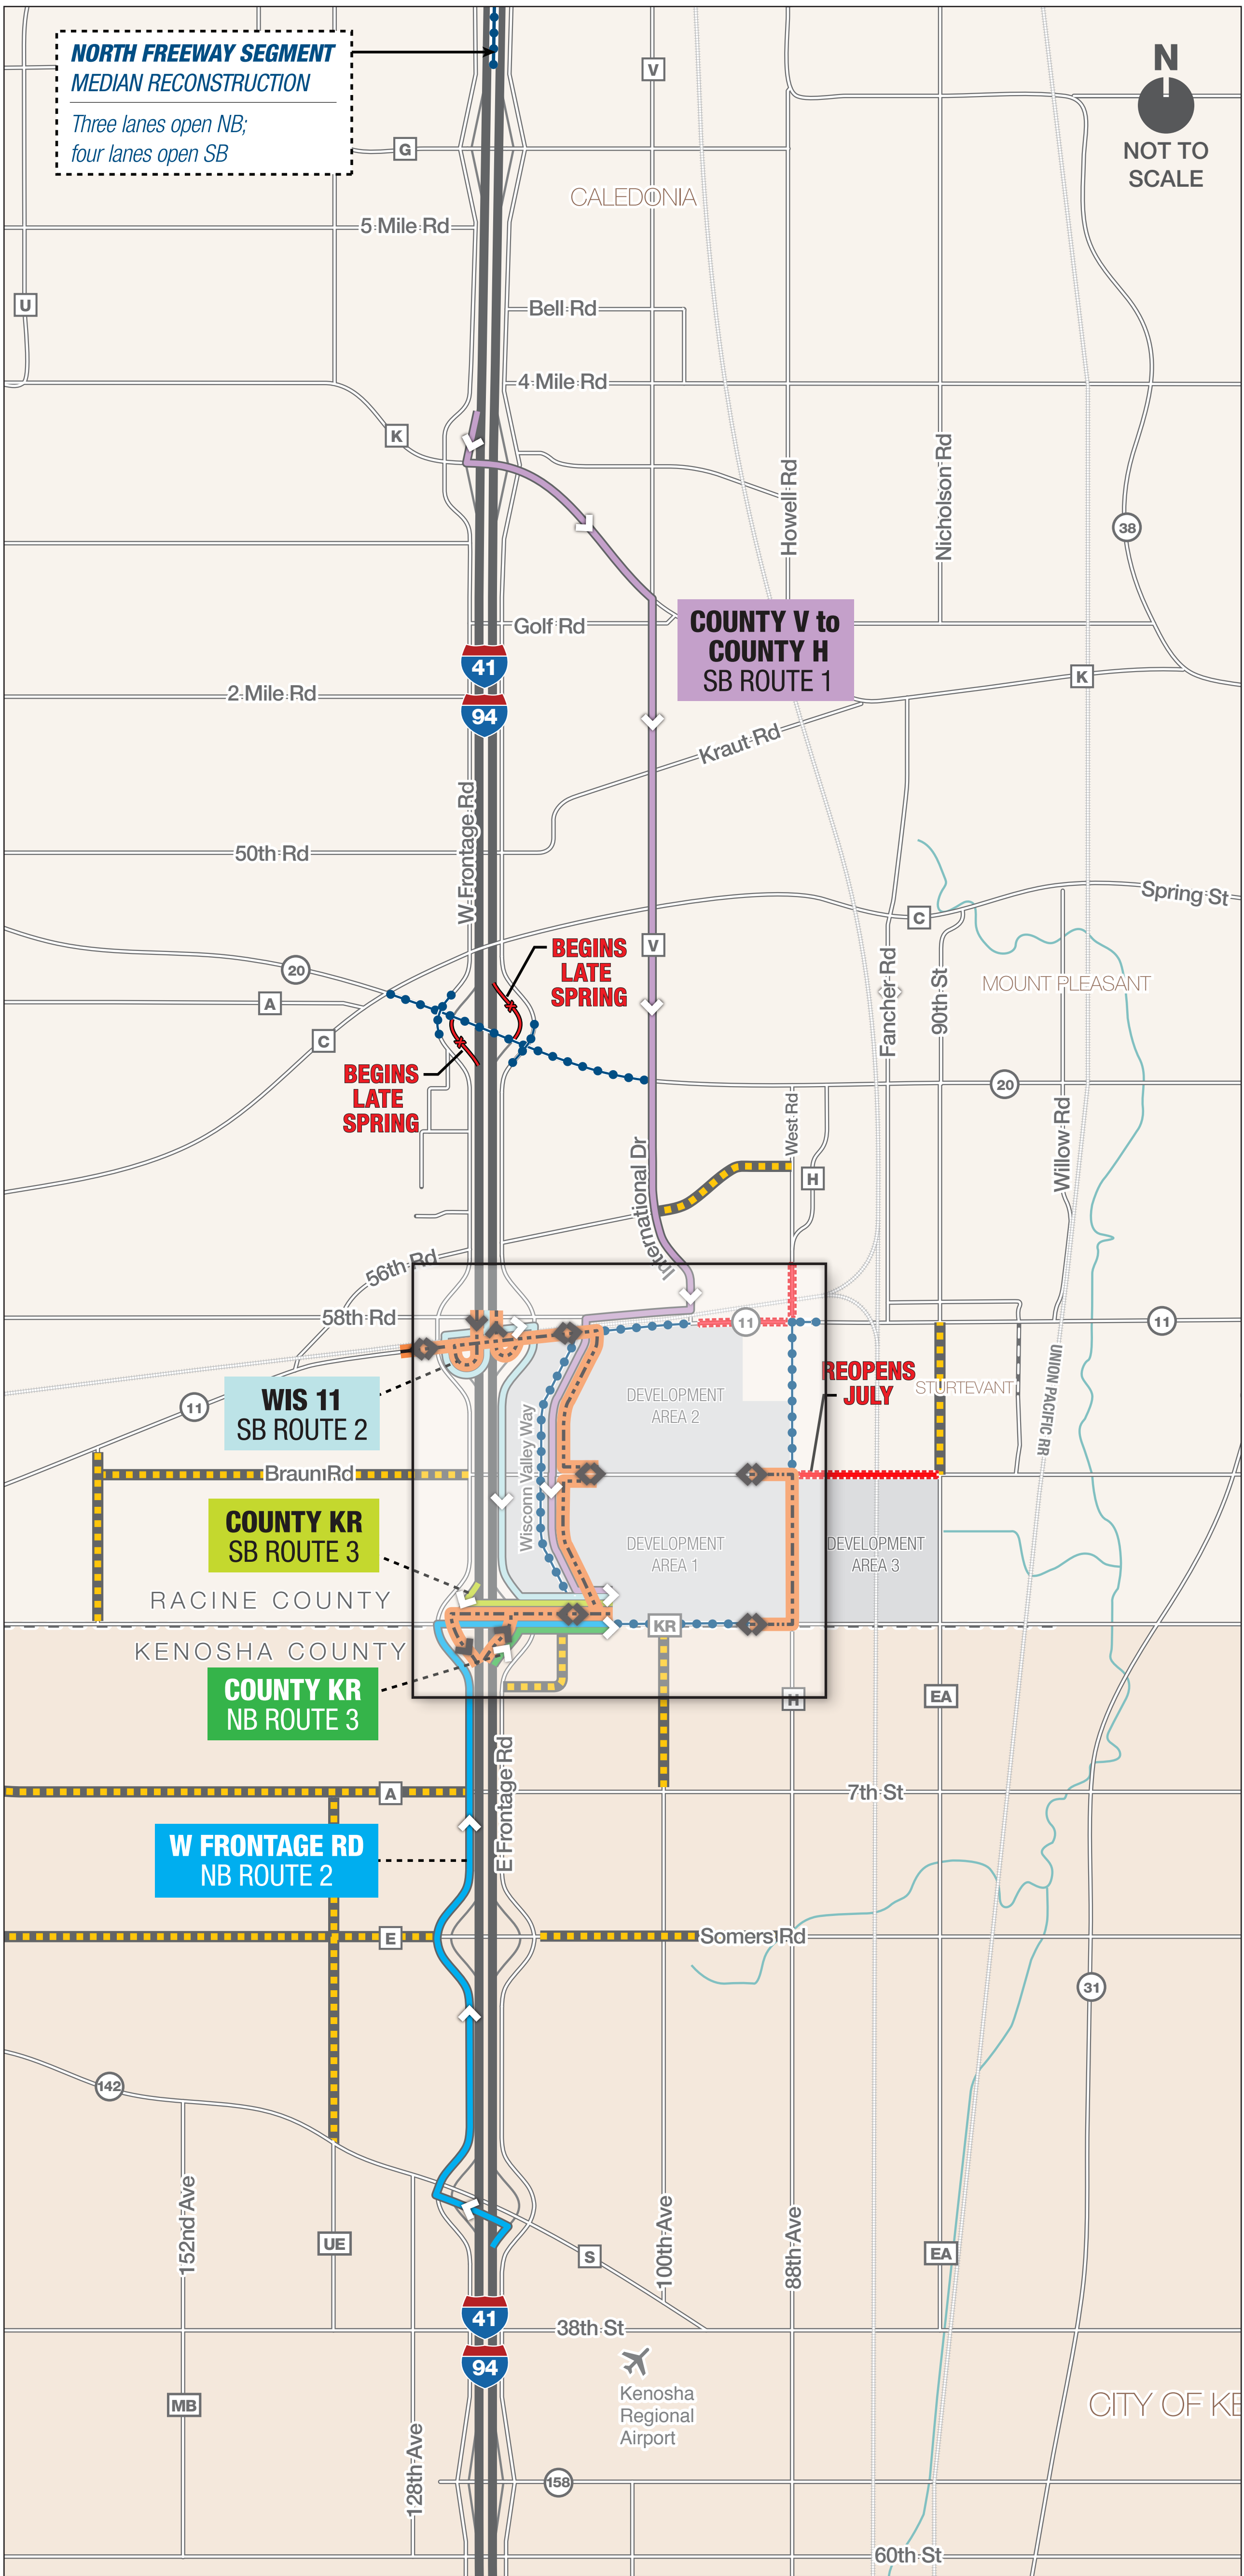 NORTH FREEWAY SEGMENT
MEDIAN RECONSTRUCTION
Three lanes open NB;
four lanes open SB
N
NOT TO
SCALE
V
G
CALEDONIA
5 Mile Rd
U
Bell Rd
4 Mile Rd
K
Howell Rd
Nicholson Rd
38
COUNTY V to
COUNTY H
SB ROUTE 1
Golf Rd
41
94
2 Mile Rd
K
Kraut Rd
W Frontage Rd
50th Rd
Spring St
C
V
BEGINS
LATE
SPRING
20
A
C
Fancher Rd
90th St
MOUNT PLEASANT
BEGINS
LATE
SPRING
20
West Rd
Willow Rd
International Dr
H
56th Rd
58th Rd
11
11
UNION PACIFIC RR
REOPENS
JULY
STURTEVANT
DEVELOPMENT
AREA 2
WIS 11
SB ROUTE 2
11
Wisconn Valley Way
Braun Rd
COUNTY KR
SB ROUTE 3
DEVELOPMENT
AREA 1
DEVELOPMENT
AREA 3
RACINE COUNTY
KR
KENOSHA COUNTY
COUNTY KR
NB ROUTE 3
H
EA
E Frontage Rd
A
7th St
W FRONTAGE RD
NB ROUTE 2
E
Somers Rd
31
142
152nd Ave
UE
S
100th Ave
88th Ave
EA
41
94
38th St
Kenosha
Regional
Airport
MB
CITY OF KE
128th Ave
158
60th St